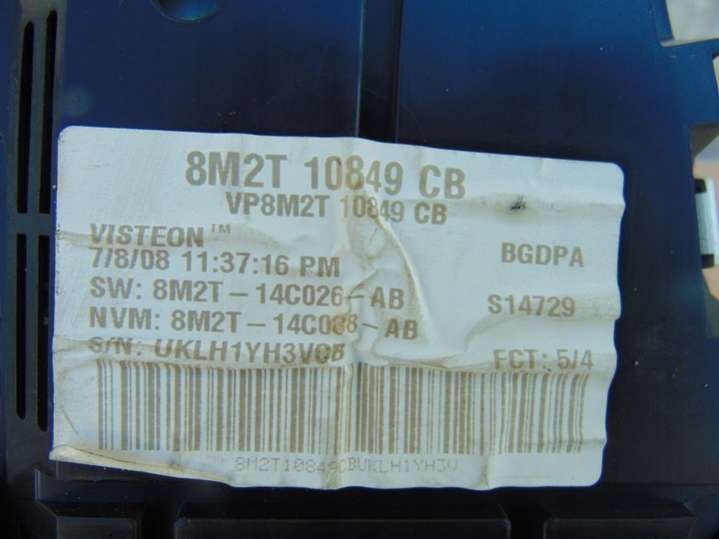 8M2T 10849 CB
VP8M2T 10849 CB
VISTEON™
7/8/08 11:37:16 PM BGDPA
SW: 8M2T-14C026-AB S14729
NVM: 8M2T-14C088-AB
S/N: UKLH1YH3VCB FCT: 5/4
8M2T10849CBUKLH1YH3V